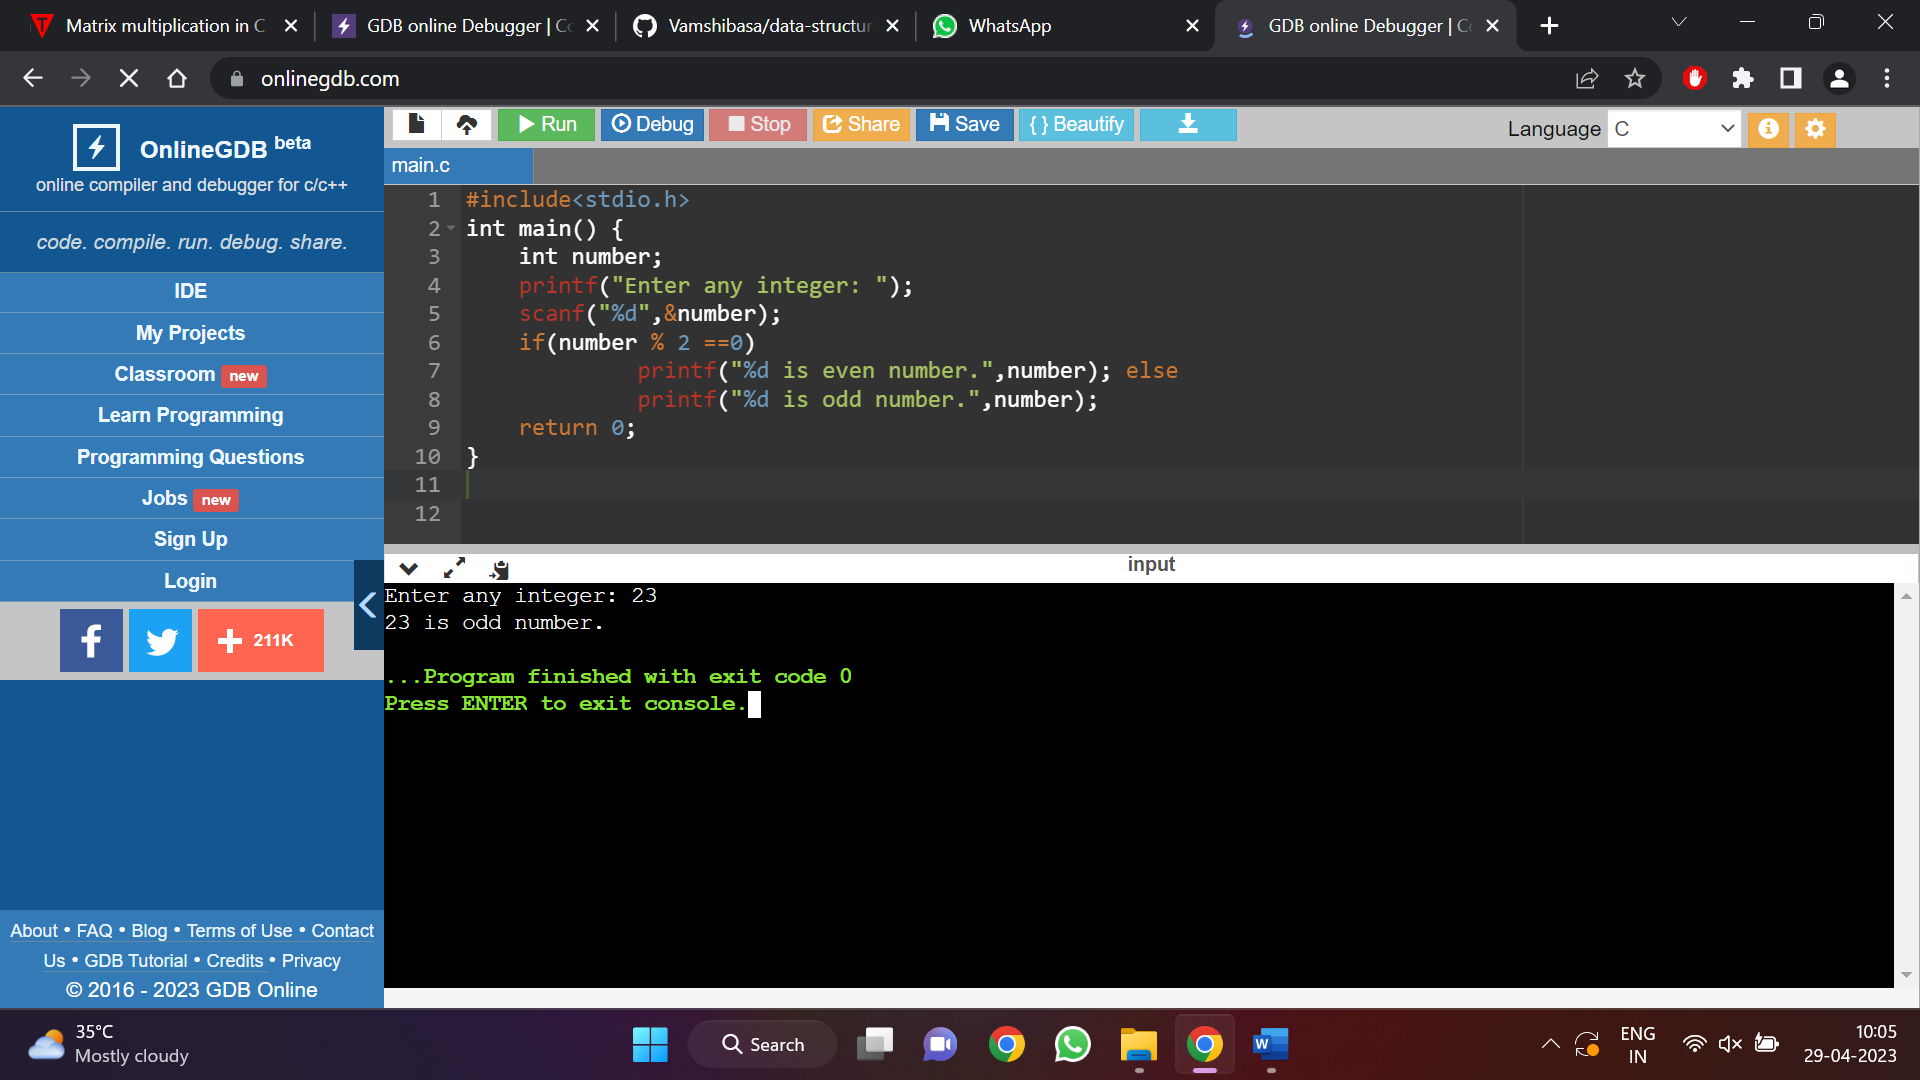 Matrix multiplication in C
GDB online Debugger | Co
Vamshibasa/data-structur
WhatsApp
GDB online Debugger | Co
onlinegdb.com
OnlineGDB beta
online compiler and debugger for c/c++
code. compile. run. debug. share.
IDE
My Projects
Classroom new
Learn Programming
Programming Questions
Jobs new
Sign Up
Login
f
+ 211K
About • FAQ • Blog • Terms of Use • Contact
Us • GDB Tutorial • Credits • Privacy
© 2016 - 2023 GDB Online
Run Debug Stop Share Save {} Beautify
Language C
main.c
1 #include<stdio.h>
2 int main() {
3     int number;
4     printf("Enter any integer: ");
5     scanf("%d",&number);
6     if(number % 2 ==0)
7              printf("%d is even number.",number); else
8              printf("%d is odd number.",number);
9     return 0;
10 }
11
12
input
Enter any integer: 23
23 is odd number.
...Program finished with exit code 0
Press ENTER to exit console.
35°C
Mostly cloudy
Search
W
ENG
IN
10:05
29-04-2023